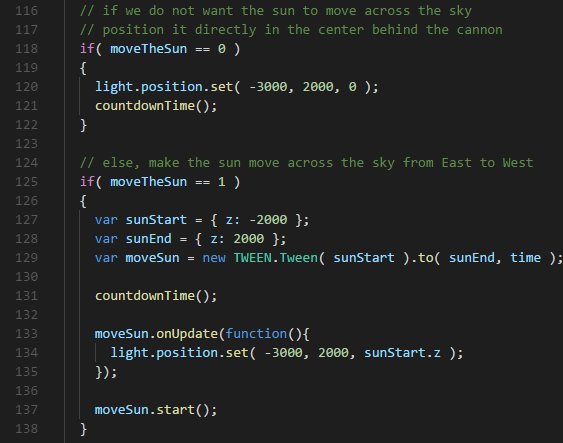 116 // if we do not want the sun to move across the sky
117 // position it directly in the center behind the cannon
118 if( moveTheSun == 0 )
119 {
120 light.position.set( -3000, 2000, 0 );
121 countdownTime();
122 }
123
124 // else, make the sun move across the sky from East to West
125 if( moveTheSun == 1 )
126 {
127 var sunStart = { z: -2000 };
128 var sunEnd = { z: 2000 };
129 var moveSun = new TWEEN.Tween( sunStart ).to( sunEnd, time );
130
131 countdownTime();
132
133 moveSun.onUpdate(function(){
134 light.position.set( -3000, 2000, sunStart.z );
135 });
136
137 moveSun.start();
138 }